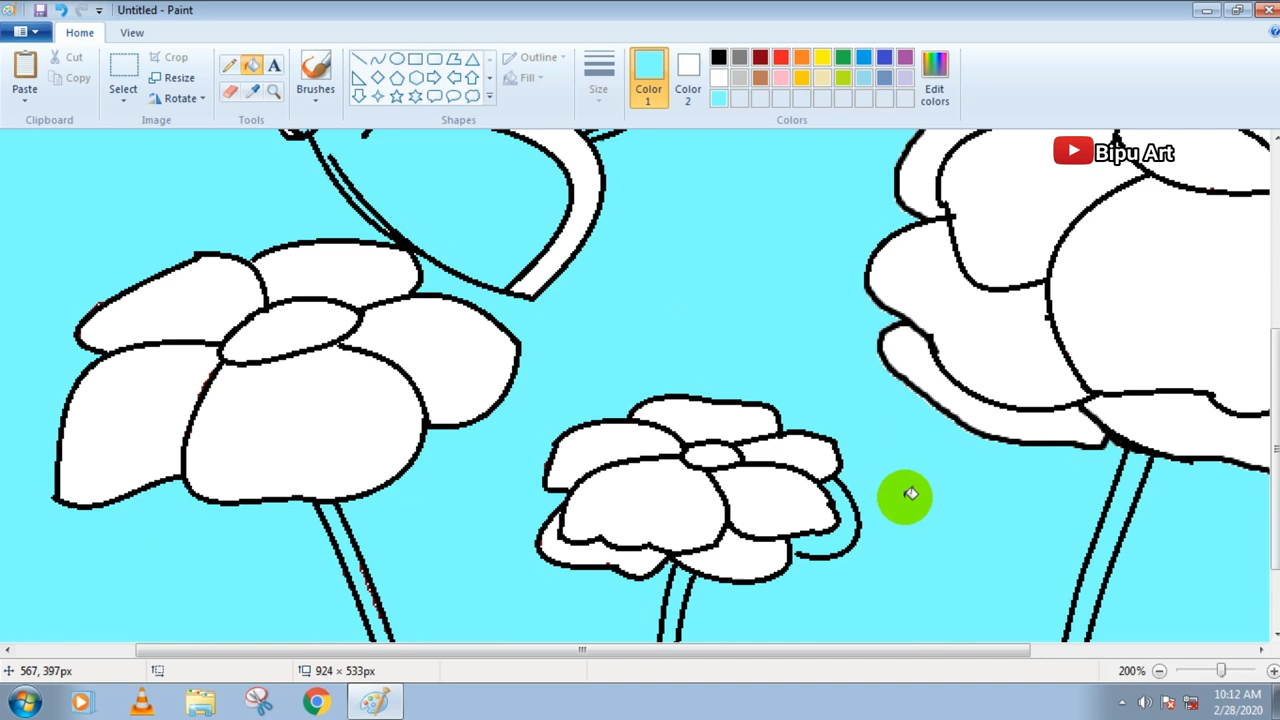 Untitled - Paint
Home
View
Paste
Cut
Copy
Clipboard
Select
Crop
Resize
Rotate
Image
Tools
Brushes
Shapes
Outline
Fill
Size
Color 1
Color 2
Edit colors
Colors
Bipu Art
567, 397px
924 × 533px
200%
10:12 AM
2/28/2020